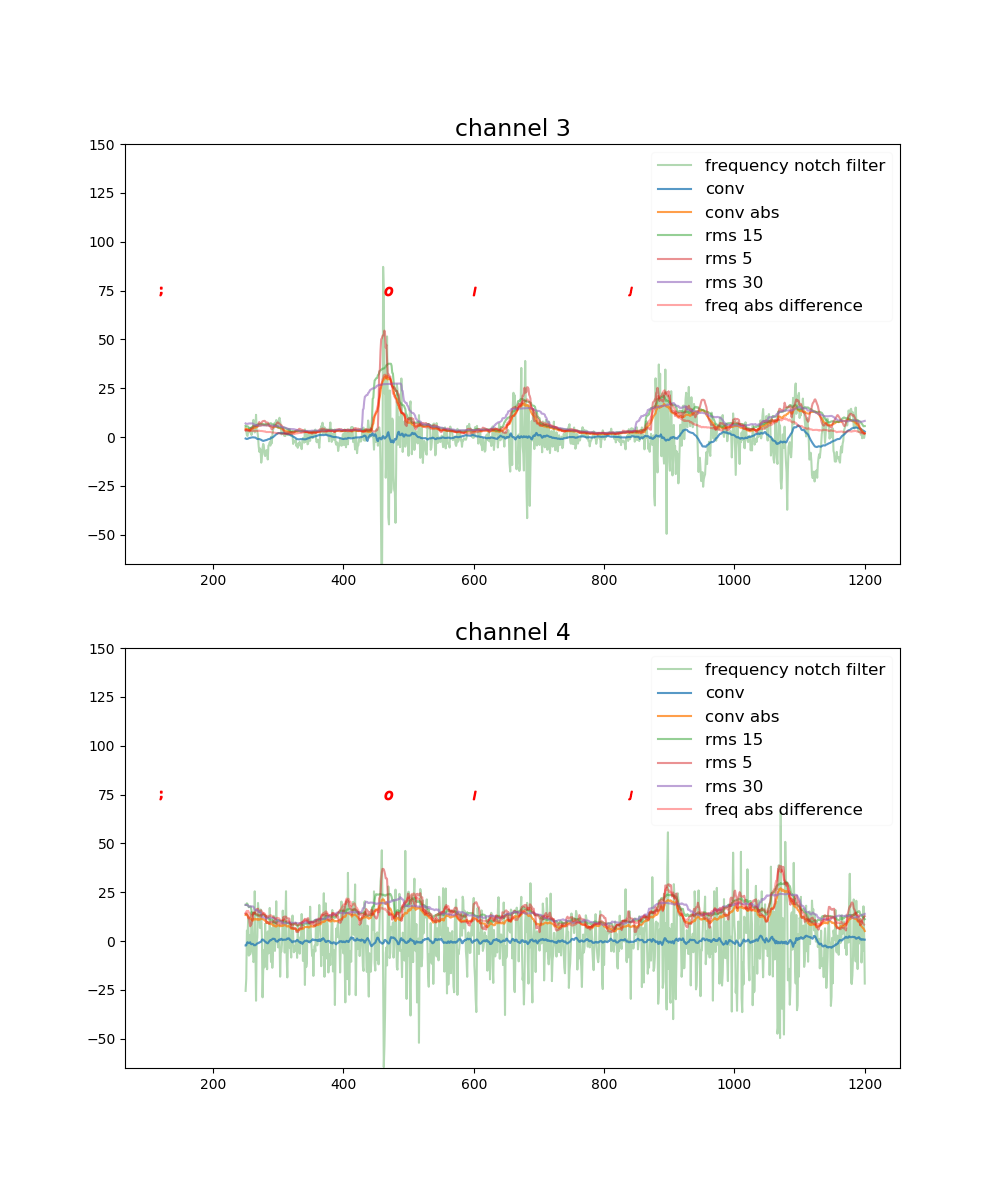 channel 3
150
125
100
75
50
25
0
−25
−50
200 400 600 800 1000 1200
frequency notch filter
conv
conv abs
rms 15
rms 5
rms 30
freq abs difference
; o ı ȷ
channel 4
150
125
100
75
50
25
0
−25
−50
200 400 600 800 1000 1200
frequency notch filter
conv
conv abs
rms 15
rms 5
rms 30
freq abs difference
; o ı ȷ